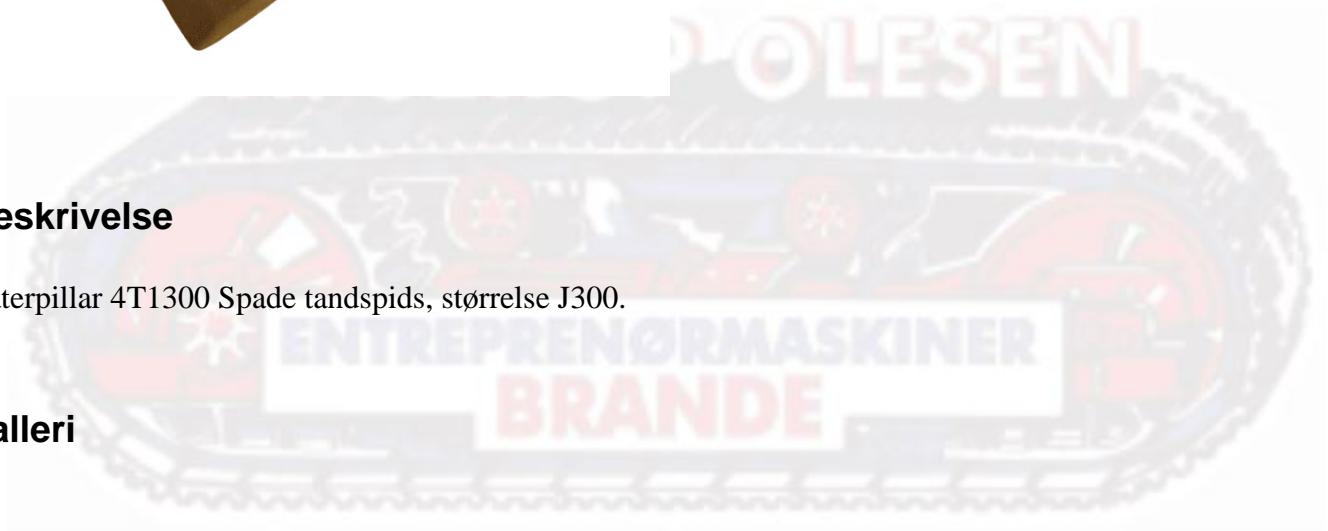 OLESEN
eskrivelse
terpillar 4T1300 Spade tandspids, størrelse J300.
ENTREPRENØRMASKINER
BRANDE
alleri